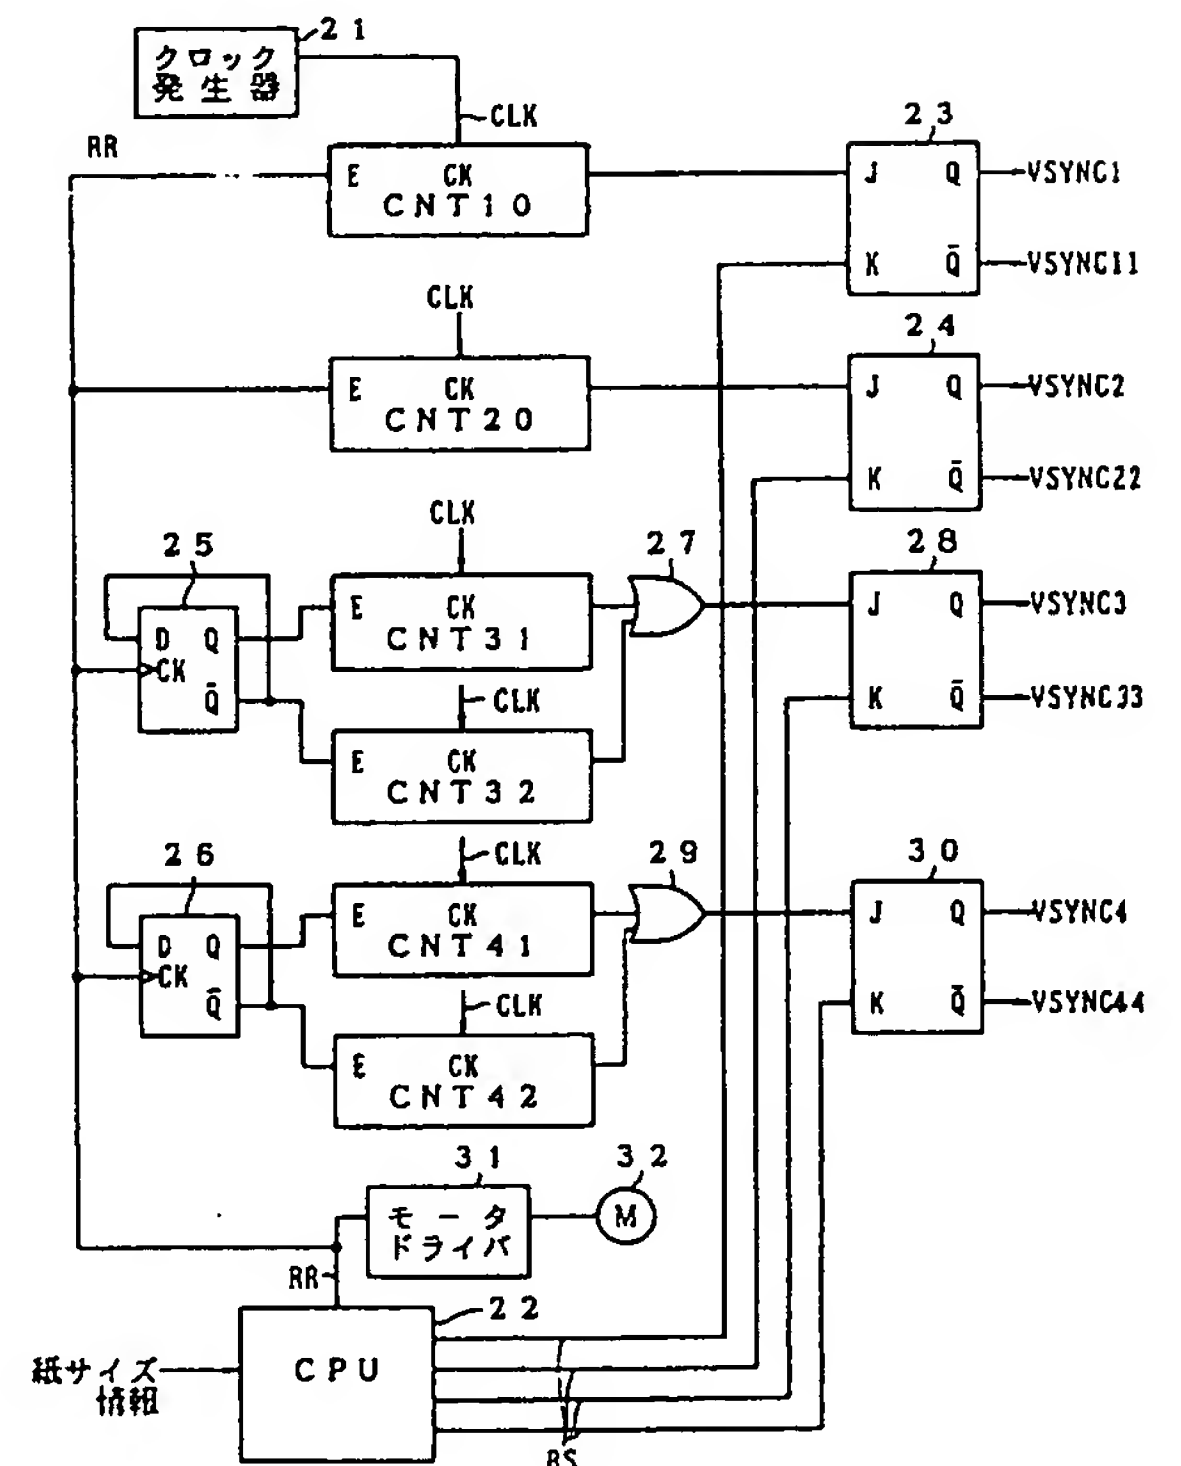 21
クロック
発生器
CLK
RR
E CK
CNT10
23
J Q VSYNC1
K Q̄ VSYNC11
CLK
E CK
CNT20
24
J Q VSYNC2
K Q̄ VSYNC22
CLK
25
D Q
CK
Q̄
E CK
CNT31
27
28
J Q VSYNC3
K Q̄ VSYNC33
CLK
E CK
CNT32
26
D Q
CK
Q̄
CLK
E CK
CNT41
29
30
J Q VSYNC4
K Q̄ VSYNC44
CLK
E CK
CNT42
31
モータ
ドライバ
32
M
RR
22
CPU
紙サイズ
情報
RS